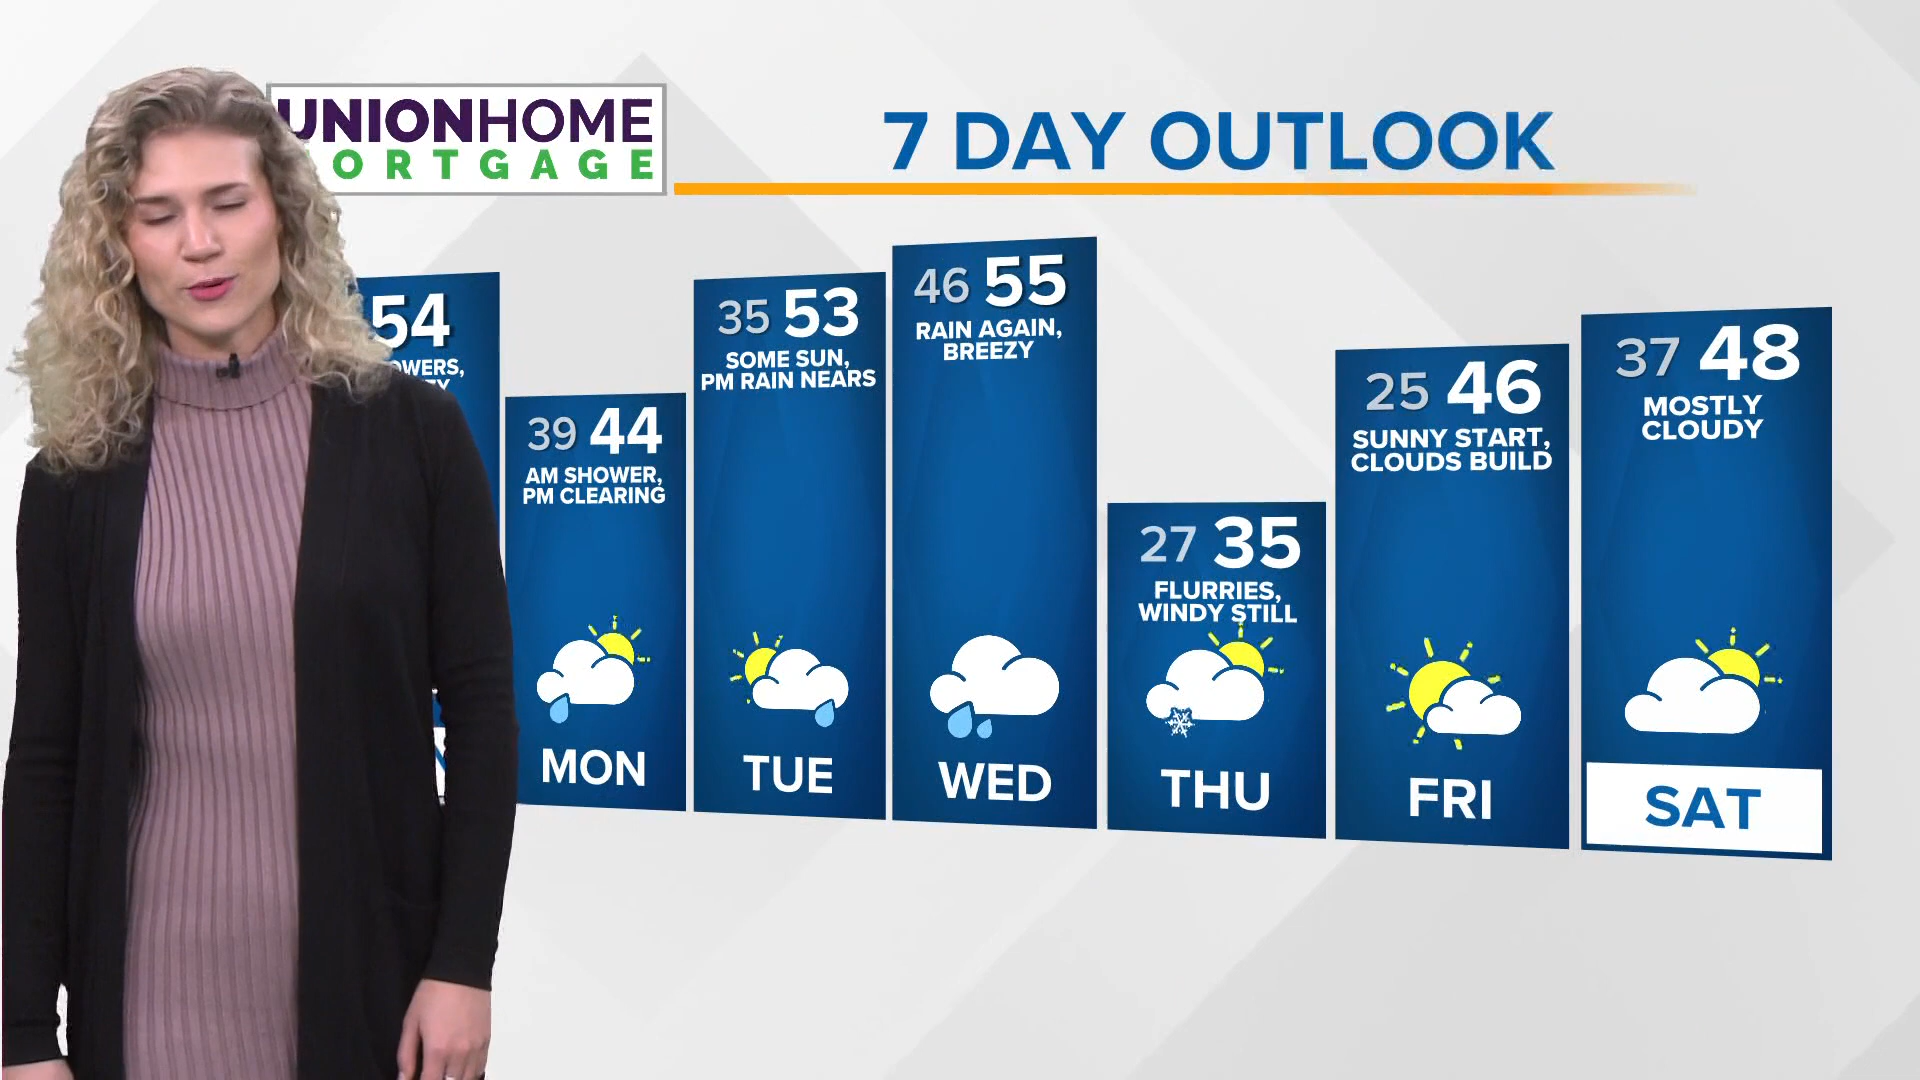 UNIONHOME
ORTGAGE
7 DAY OUTLOOK
54
39 44
AM SHOWER,
PM CLEARING
MON
35 53
SOME SUN,
PM RAIN NEARS
TUE
46 55
RAIN AGAIN,
BREEZY
WED
27 35
FLURRIES,
WINDY STILL
THU
25 46
SUNNY START,
CLOUDS BUILD
FRI
37 48
MOSTLY
CLOUDY
SAT